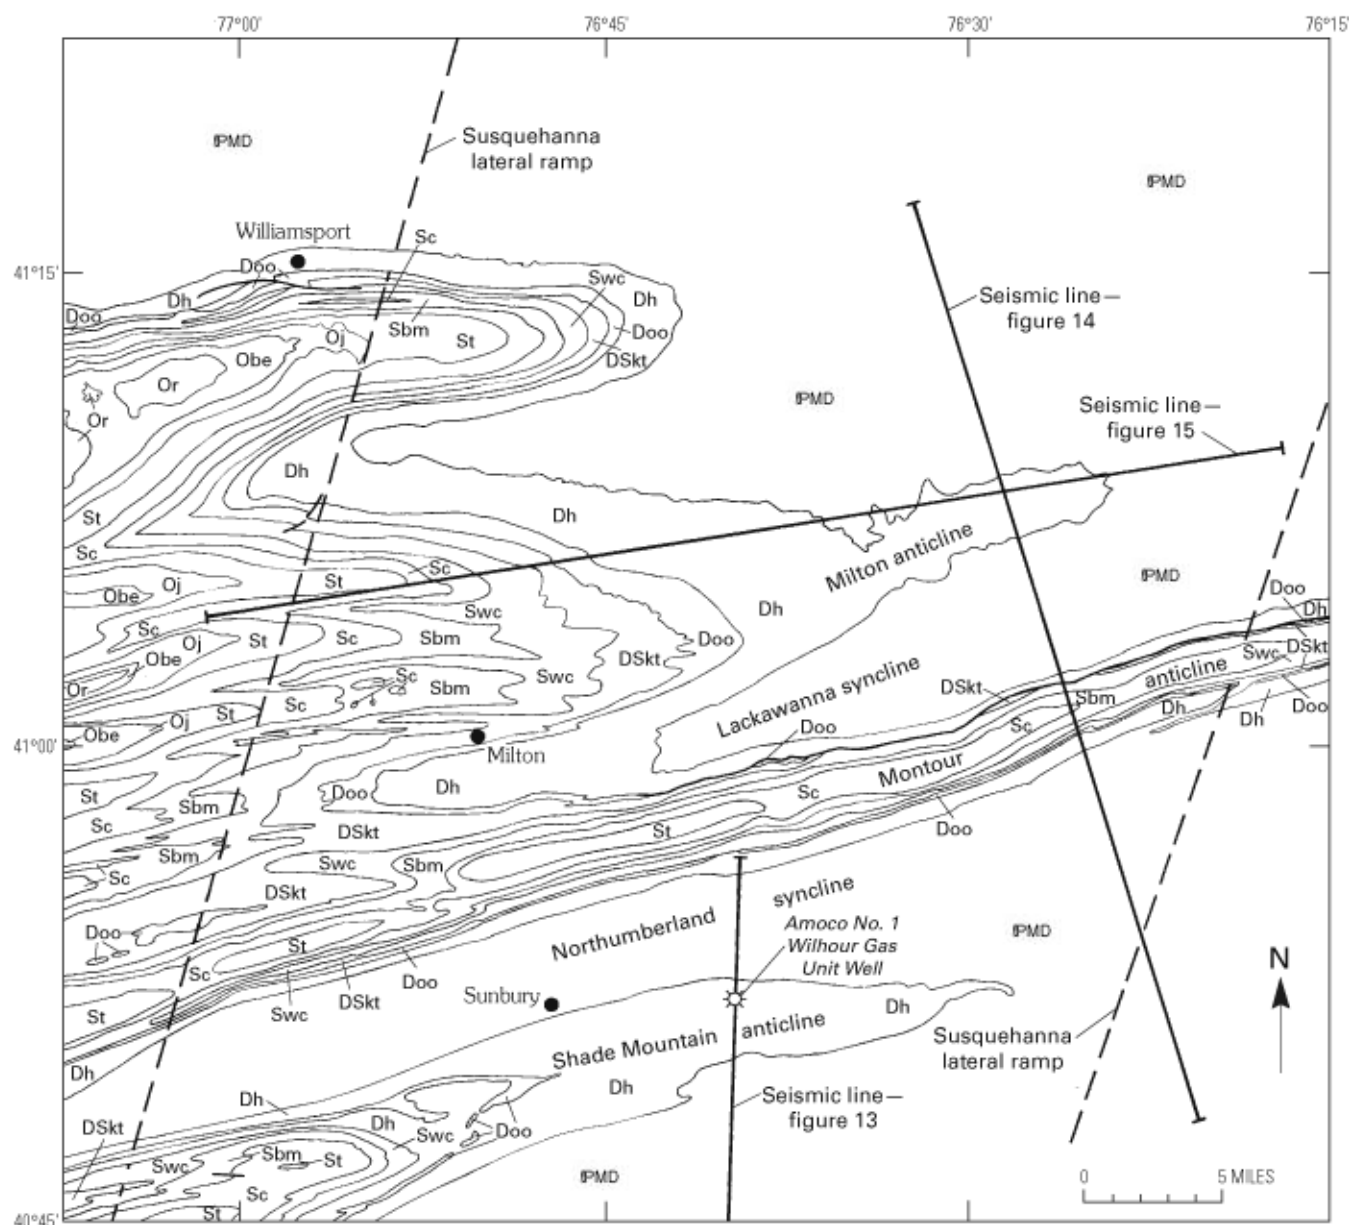 77°00'
76°45'
76°30'
76°15'
Susquehanna
lateral ramp
Williamsport
Sc
41°15'
Doo
Dh
Doo
Swc
Dh
Sbm
Doo
Oj
St
DSkt
Obe
Or
Or
Seismic line—
figure 14
Seismic line—
figure 15
Dh
Dh
St
Sc
Milton anticline
Sc
Oj
St
Obe
Swc
Dh
Doo
Dh
Sc
Oj
St
Sc
Sbm
Doo
DSkt
Swc
DSkt
Obe
Swc
anticline
Doo
Or
Sc
Sbm
Lackawanna syncline
DSkt
Sbm
Dh
Dh
Sc
Oj
St
Doo
Sc
41°00'
Obe
Milton
Montour
St
Sbm
Doo
Dh
Sc
Sc
DSkt
St
Doo
Sbm
Swc
Sbm
Sc
DSkt
syncline
Amoco No. 1
Wilhour Gas
Unit Well
Northumberland
Doo
St
Sc
Doo
DSkt
Swc
St
Sunbury
Dh
N
Shade Mountain anticline
Susquehanna
lateral ramp
Dh
Dh
Dh
Seismic line—
figure 13
DSkt
Dh
Swc
Doo
Sbm
St
Swc
Sc
St
0 5 MILES
40°45'